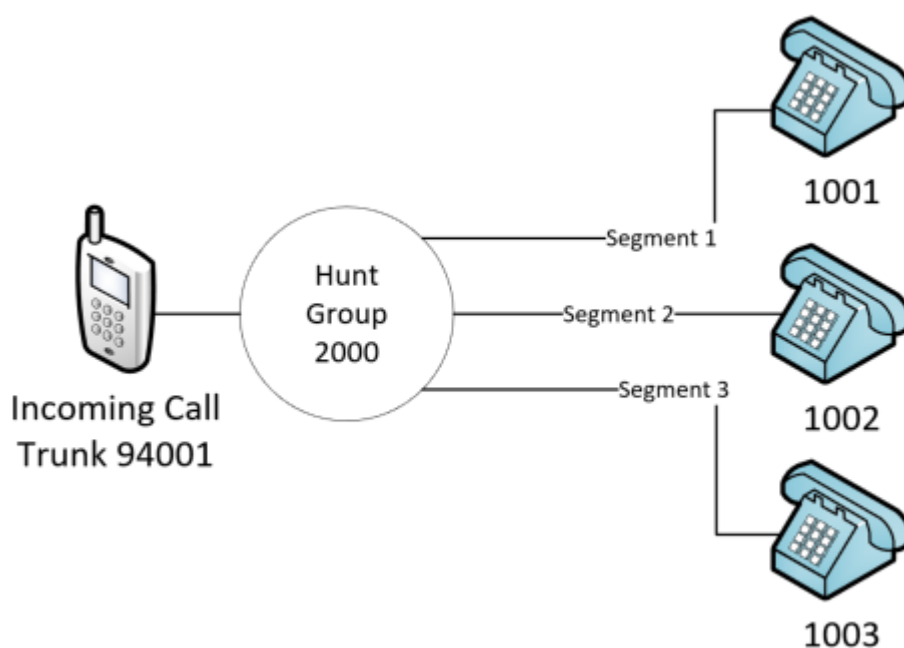 1001
Segment 1
Hunt
Group
2000
Segment 2
1002
Segment 3
Incoming Call
Trunk 94001
1003